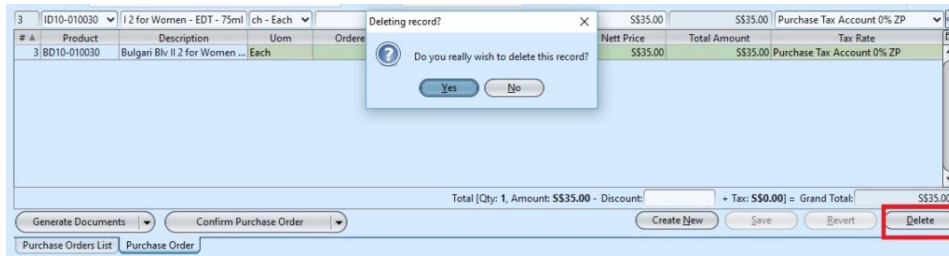 3 3D10-010030 l 2 for Women - EDT - 75ml ch - Each Deleting record? S$35.00 S$35.00 Purchase Tax Account 0% ZP
# Product Description Uom Ordere Nett Price Total Amount Tax Rate
3 BD10-010030 Bulgari Blv II 2 for Women ... Each S$35.00 S$35.00 Purchase Tax Account 0% ZP
Do you really wish to delete this record?
Yes No
Total [Qty: 1, Amount: S$35.00 - Discount: + Tax: S$0.00] = Grand Total: S$35.00
Generate Documents Confirm Purchase Order Create New Save Revert Delete
Purchase Orders List Purchase Order